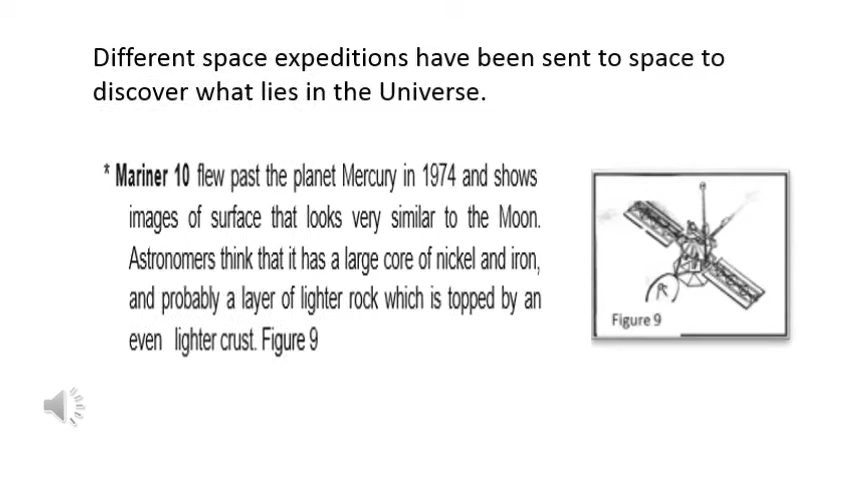 Different space expeditions have been sent to space to
discover what lies in the Universe.
* Mariner 10 flew past the planet Mercury in 1974 and shows
images of surface that looks very similar to the Moon.
Astronomers think that it has a large core of nickel and iron,
and probably a layer of lighter rock which is topped by an
even lighter crust. Figure 9
Figure 9